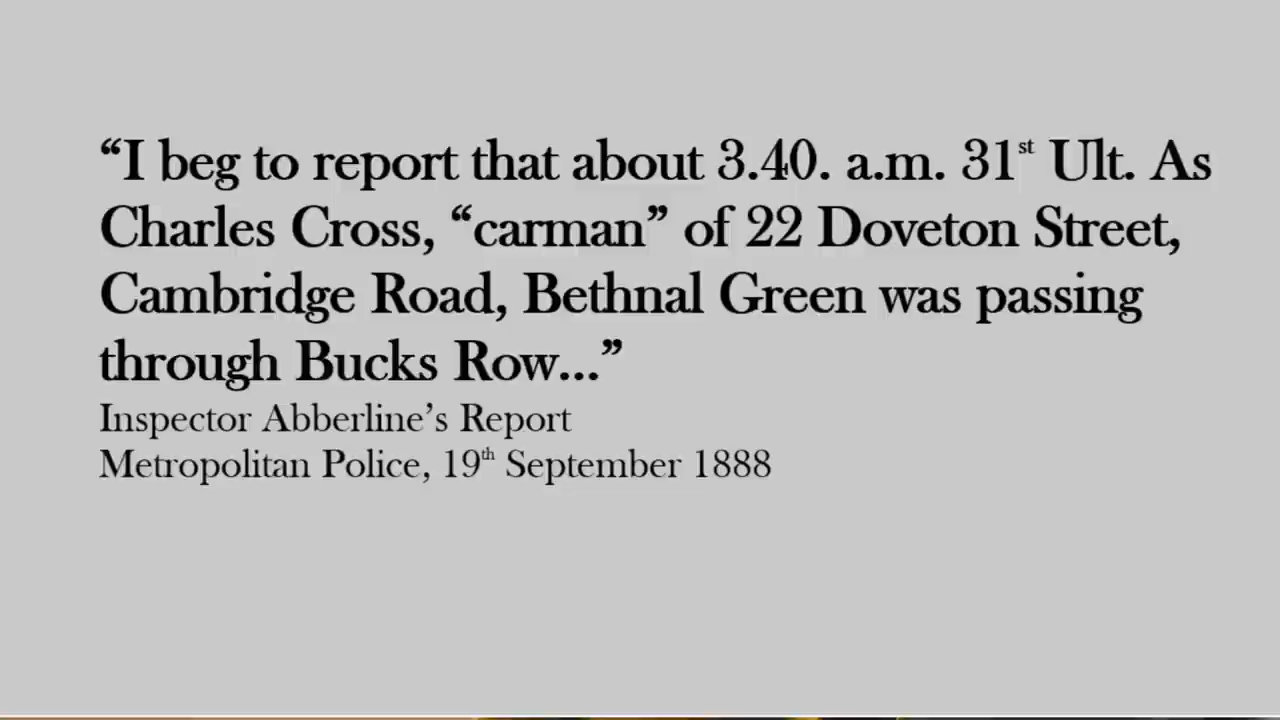 “I beg to report that about 3.40. a.m. 31st Ult. As
Charles Cross, “carman” of 22 Doveton Street,
Cambridge Road, Bethnal Green was passing
through Bucks Row...”
Inspector Abberline’s Report
Metropolitan Police, 19th September 1888